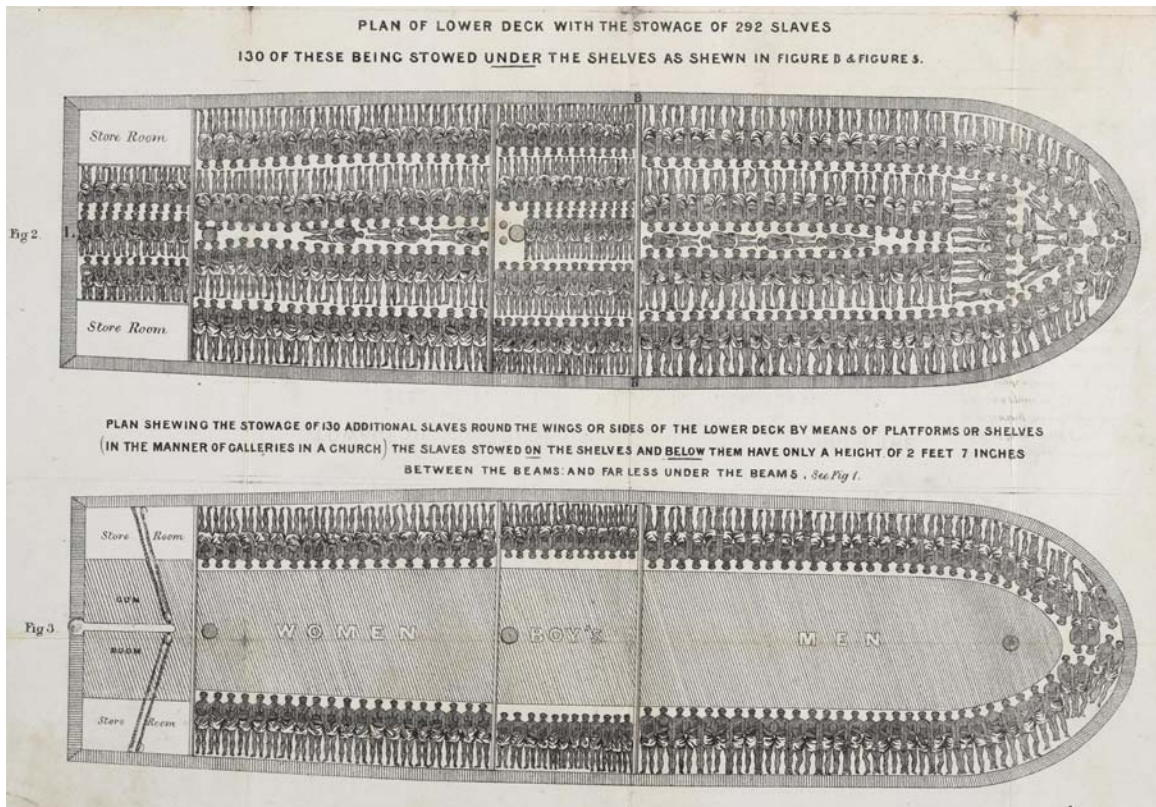 PLAN OF LOWER DECK WITH THE STOWAGE OF 292 SLAVES
130 OF THESE BEING STOWED UNDER THE SHELVES AS SHEWN IN FIGURE D & FIGURE 5.
B
Store Room
Fig 2.
Store Room
PLAN SHEWING THE STOWAGE OF 130 ADDITIONAL SLAVES ROUND THE WINGS OR SIDES OF THE LOWER DECK BY MEANS OF PLATFORMS OR SHELVES
(IN THE MANNER OF GALLERIES IN A CHURCH) THE SLAVES STOWED ON THE SHELVES AND BELOW THEM HAVE ONLY A HEIGHT OF 2 FEET 7 INCHES
BETWEEN THE BEAMS: AND FAR LESS UNDER THE BEAMS. See Fig 1.
Store Room
GUN
Fig 3.
WOMEN
BOY'S
MEN
ROOM
Store Room